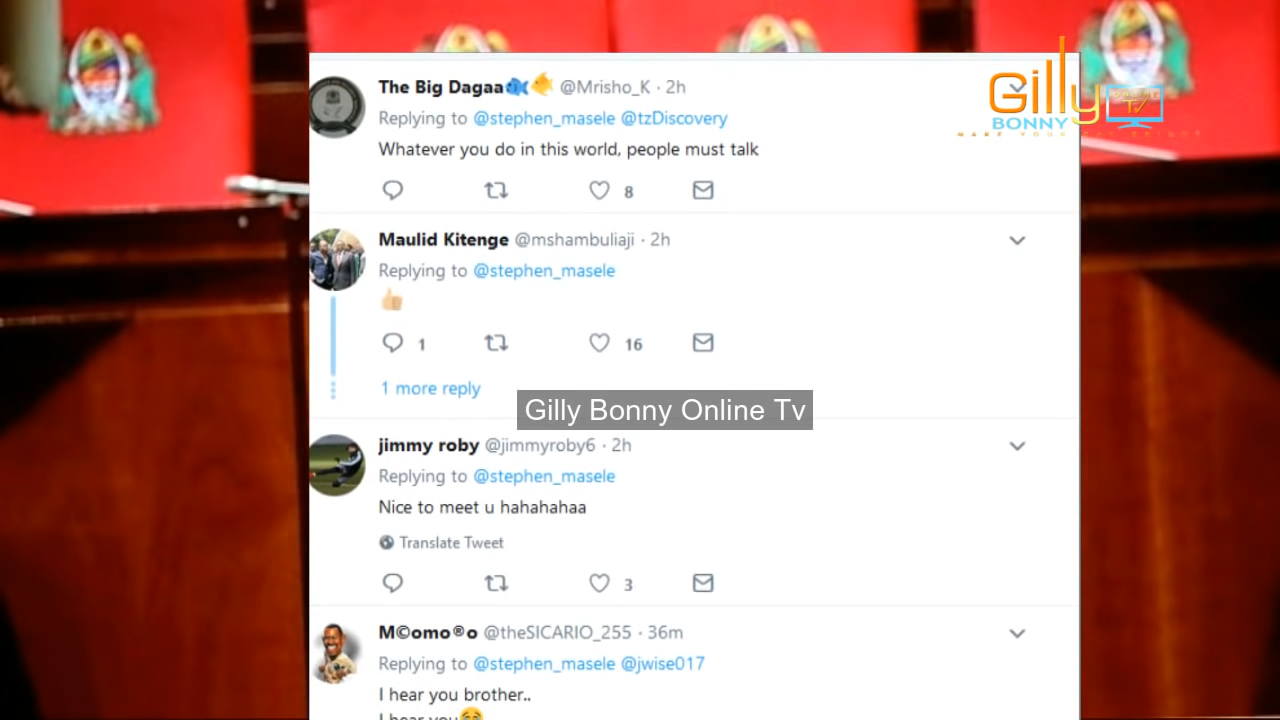 The Big Dagaa🐟🐠 @Mrisho_K · 2h
Replying to @stephen_masele @tzDiscovery
Whatever you do in this world, people must talk
8
Gilly
TV
BONNY
Maulid Kitenge @mshambuliaji · 2h
Replying to @stephen_masele
👍🏼
1 16
1 more reply
Gilly Bonny Online Tv
jimmy roby @jimmyroby6 · 2h
Replying to @stephen_masele
Nice to meet u hahahahaa
Translate Tweet
3
M©omo®o @theSICARIO_255 · 36m
Replying to @stephen_masele @jwise017
I hear you brother..
I hear you😂